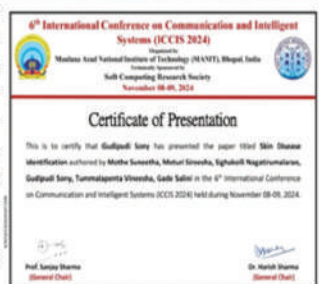 6th International Conference on Communication and Intelligent
Systems (ICCIS 2024)
Organized by
Maulana Azad National Institute of Technology (MANIT), Bhopal, India
Technically Sponsored by
Soft Computing Research Society
November 08-09, 2024
Certificate of Presentation
This is to certify that Gudipudi Sony has presented the paper titled Skin Disease
Identification authored by Mothe Suneetha, Moturi Sireesha, Eghukolli Nagatirumalarao,
Gudipudi Sony, Tummalapenta Vineesha, Gade Salini in the 6th International Conference
on Communication and Intelligent Systems (ICCIS 2024) held during November 08-09, 2024.
Prof. Sanjay Sharma
Dr. Harish Sharma
(General Chair)
(General Chair)